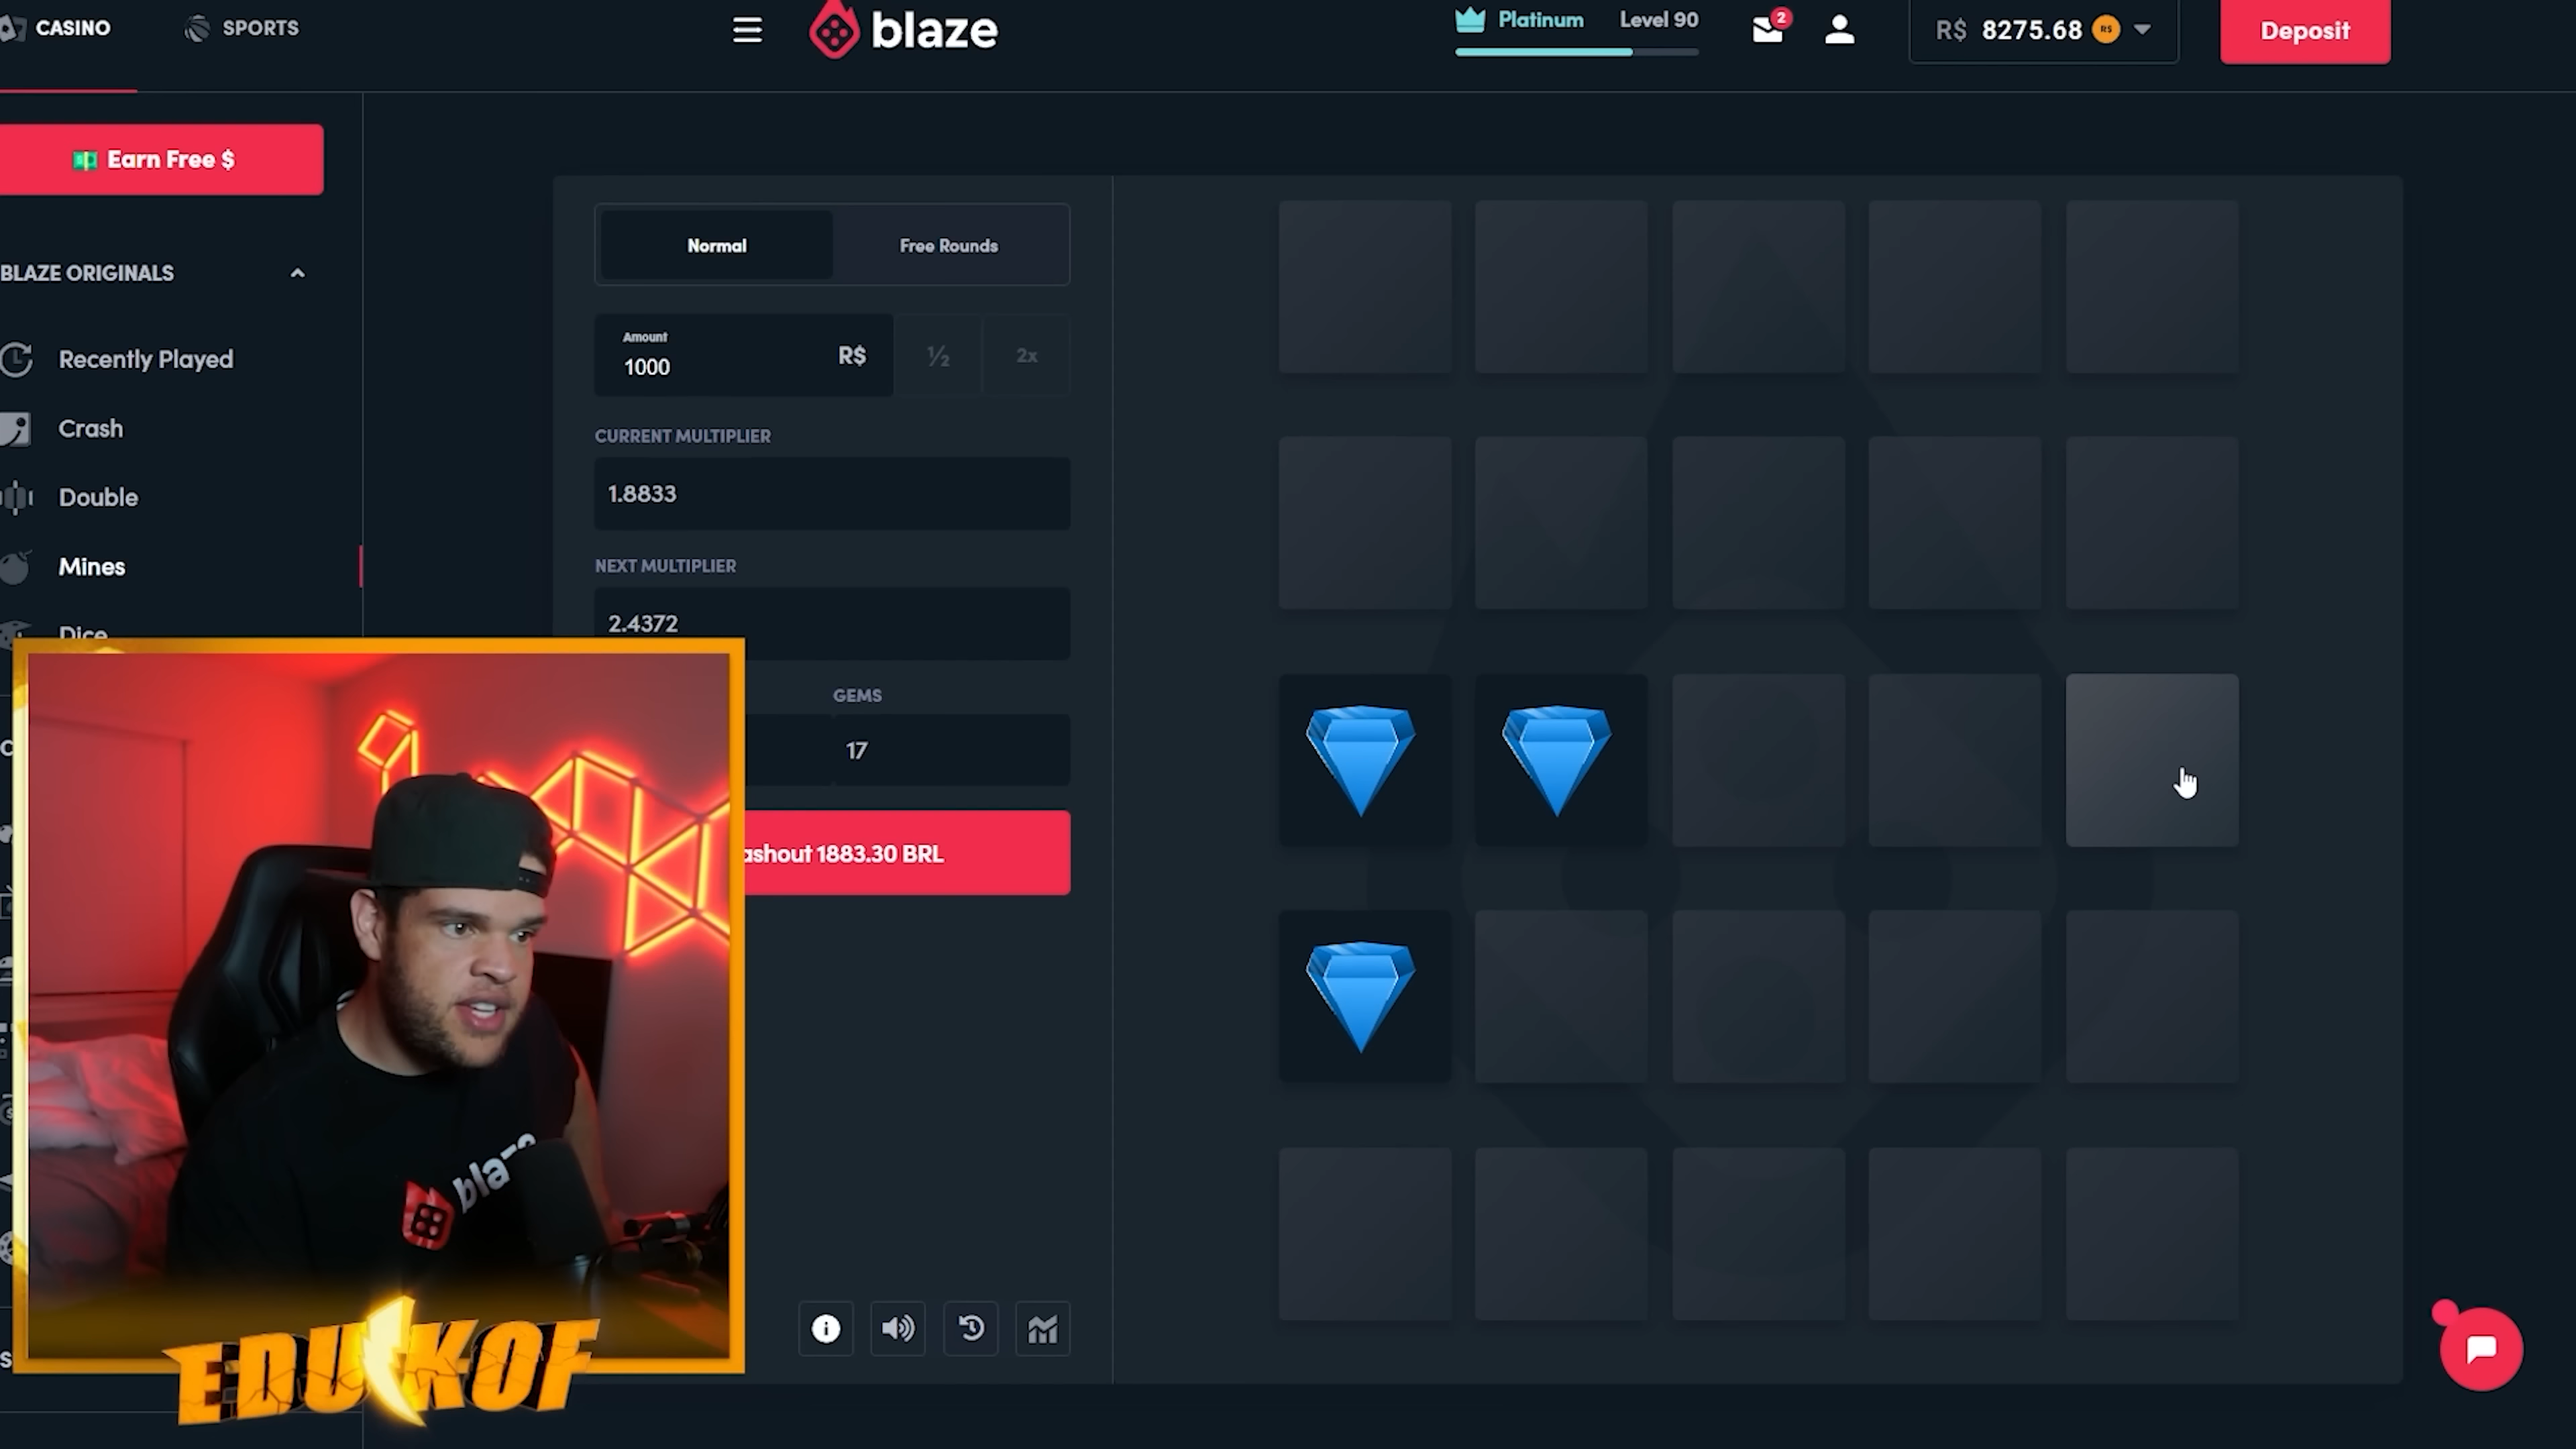 CASINO
SPORTS
blaze
Platinum
Level 90
2
R$ 8275.68
R$
Deposit
Earn Free $
BLAZE ORIGINALS
Recently Played
Crash
Double
Mines
Dice
Normal
Free Rounds
Amount
1000
R$
½
2x
CURRENT MULTIPLIER
1.8833
NEXT MULTIPLIER
2.4372
GEMS
17
ashout 1883.30 BRL
EDUKOF